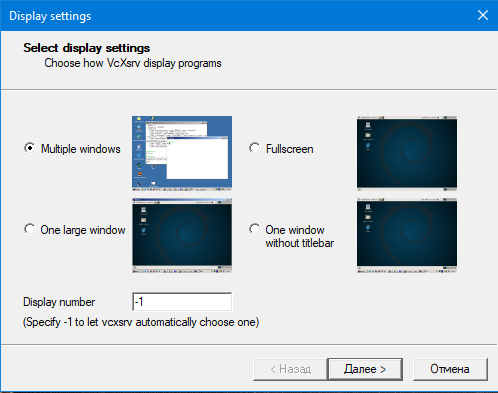 Display settings
Select display settings
Choose how VcXsrv display programs
Multiple windows
Fullscreen
One large window
One window
without titlebar
Display number
-1
(Specify -1 to let vcxsrv automatically choose one)
< Назад
Далее >
Отмена